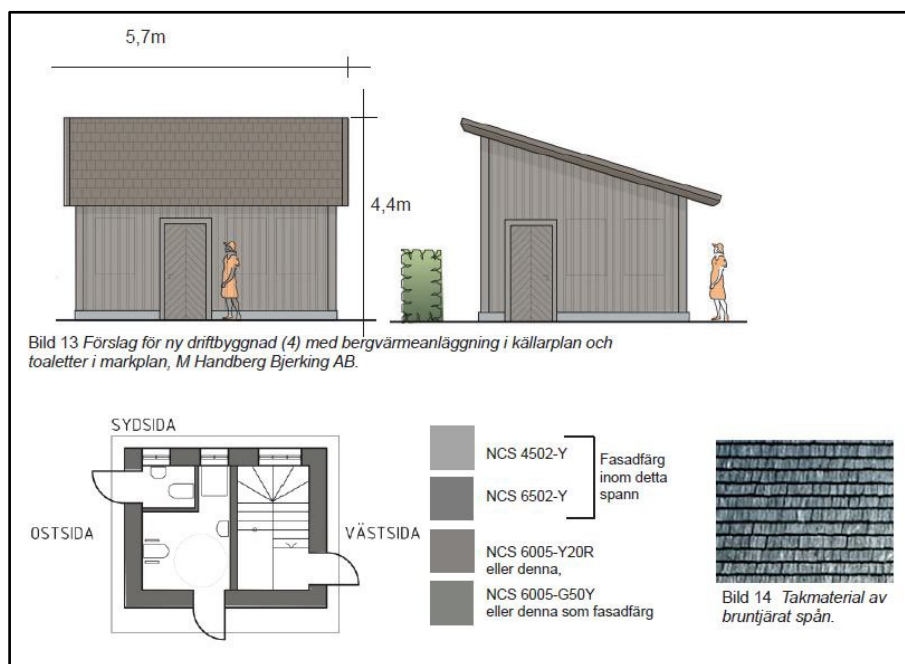 5,7m
4,4m
Bild 13 Förslag för ny driftbyggnad (4) med bergvärmeanläggning i källarplan och
toaletter i markplan, M Handberg Bjerking AB.
SYDSIDA
OSTSIDA
VÄSTSIDA
NCS 4502-Y
NCS 6502-Y
Fasadfärg
inom detta
spann
NCS 6005-Y20R
eller denna,
NCS 6005-G50Y
eller denna som fasadfärg
Bild 14 Takmaterial av
bruntjärat spån.